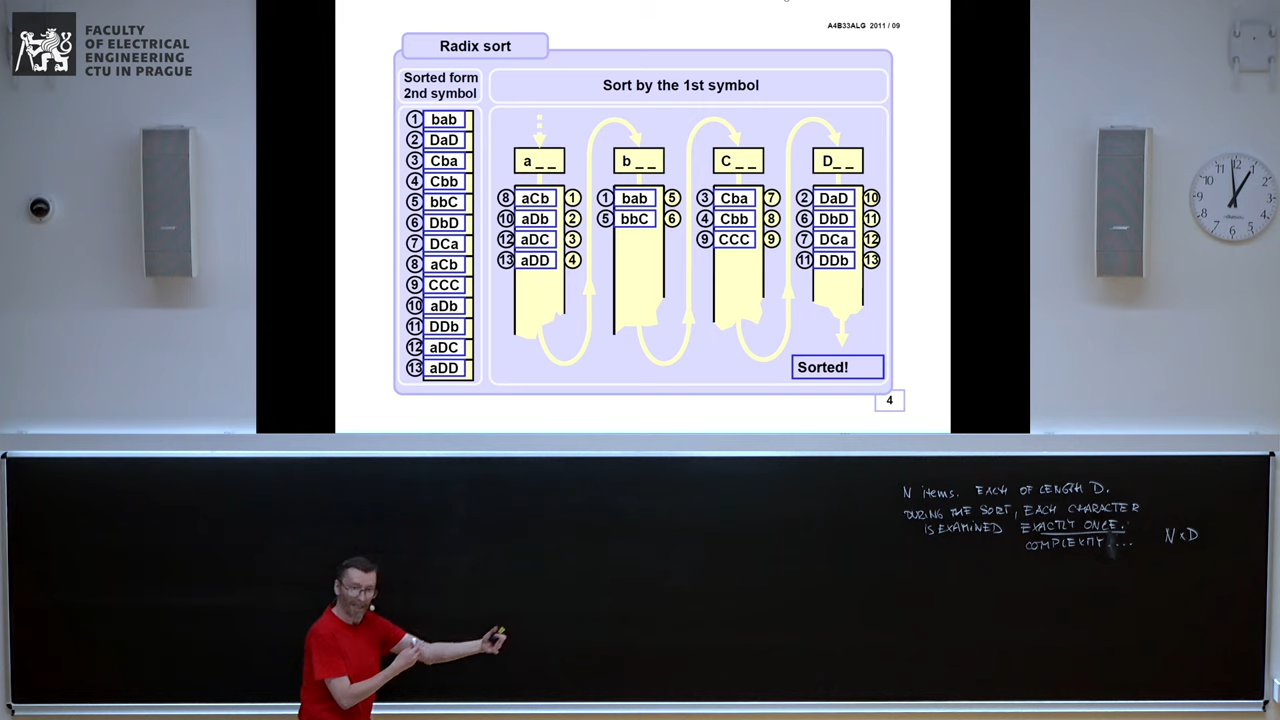 FACULTY
OF ELECTRICAL
ENGINEERING
CTU IN PRAGUE
A4B33ALG 2011 / 09
Radix sort
Sorted form
2nd symbol
Sort by the 1st symbol
1 bab
2 DaD
3 Cba
4 Cbb
5 bbC
6 DbD
7 DCa
8 aCb
9 CCC
10 aDb
11 DDb
12 aDC
13 aDD
a _ _
8 aCb 1
10 aDb 2
12 aDC 3
13 aDD 4
b _ _
1 bab 5
5 bbC 6
C _ _
3 Cba 7
4 Cbb 8
9 CCC 9
D _ _
2 DaD 10
6 DbD 11
7 DCa 12
11 DDb 13
Sorted!
4
N items. EACH OF LENGTH D.
DURING THE SORT, EACH CHARACTER
IS EXAMINED EXACTLY ONCE.
COMPLEXITY.... N x D